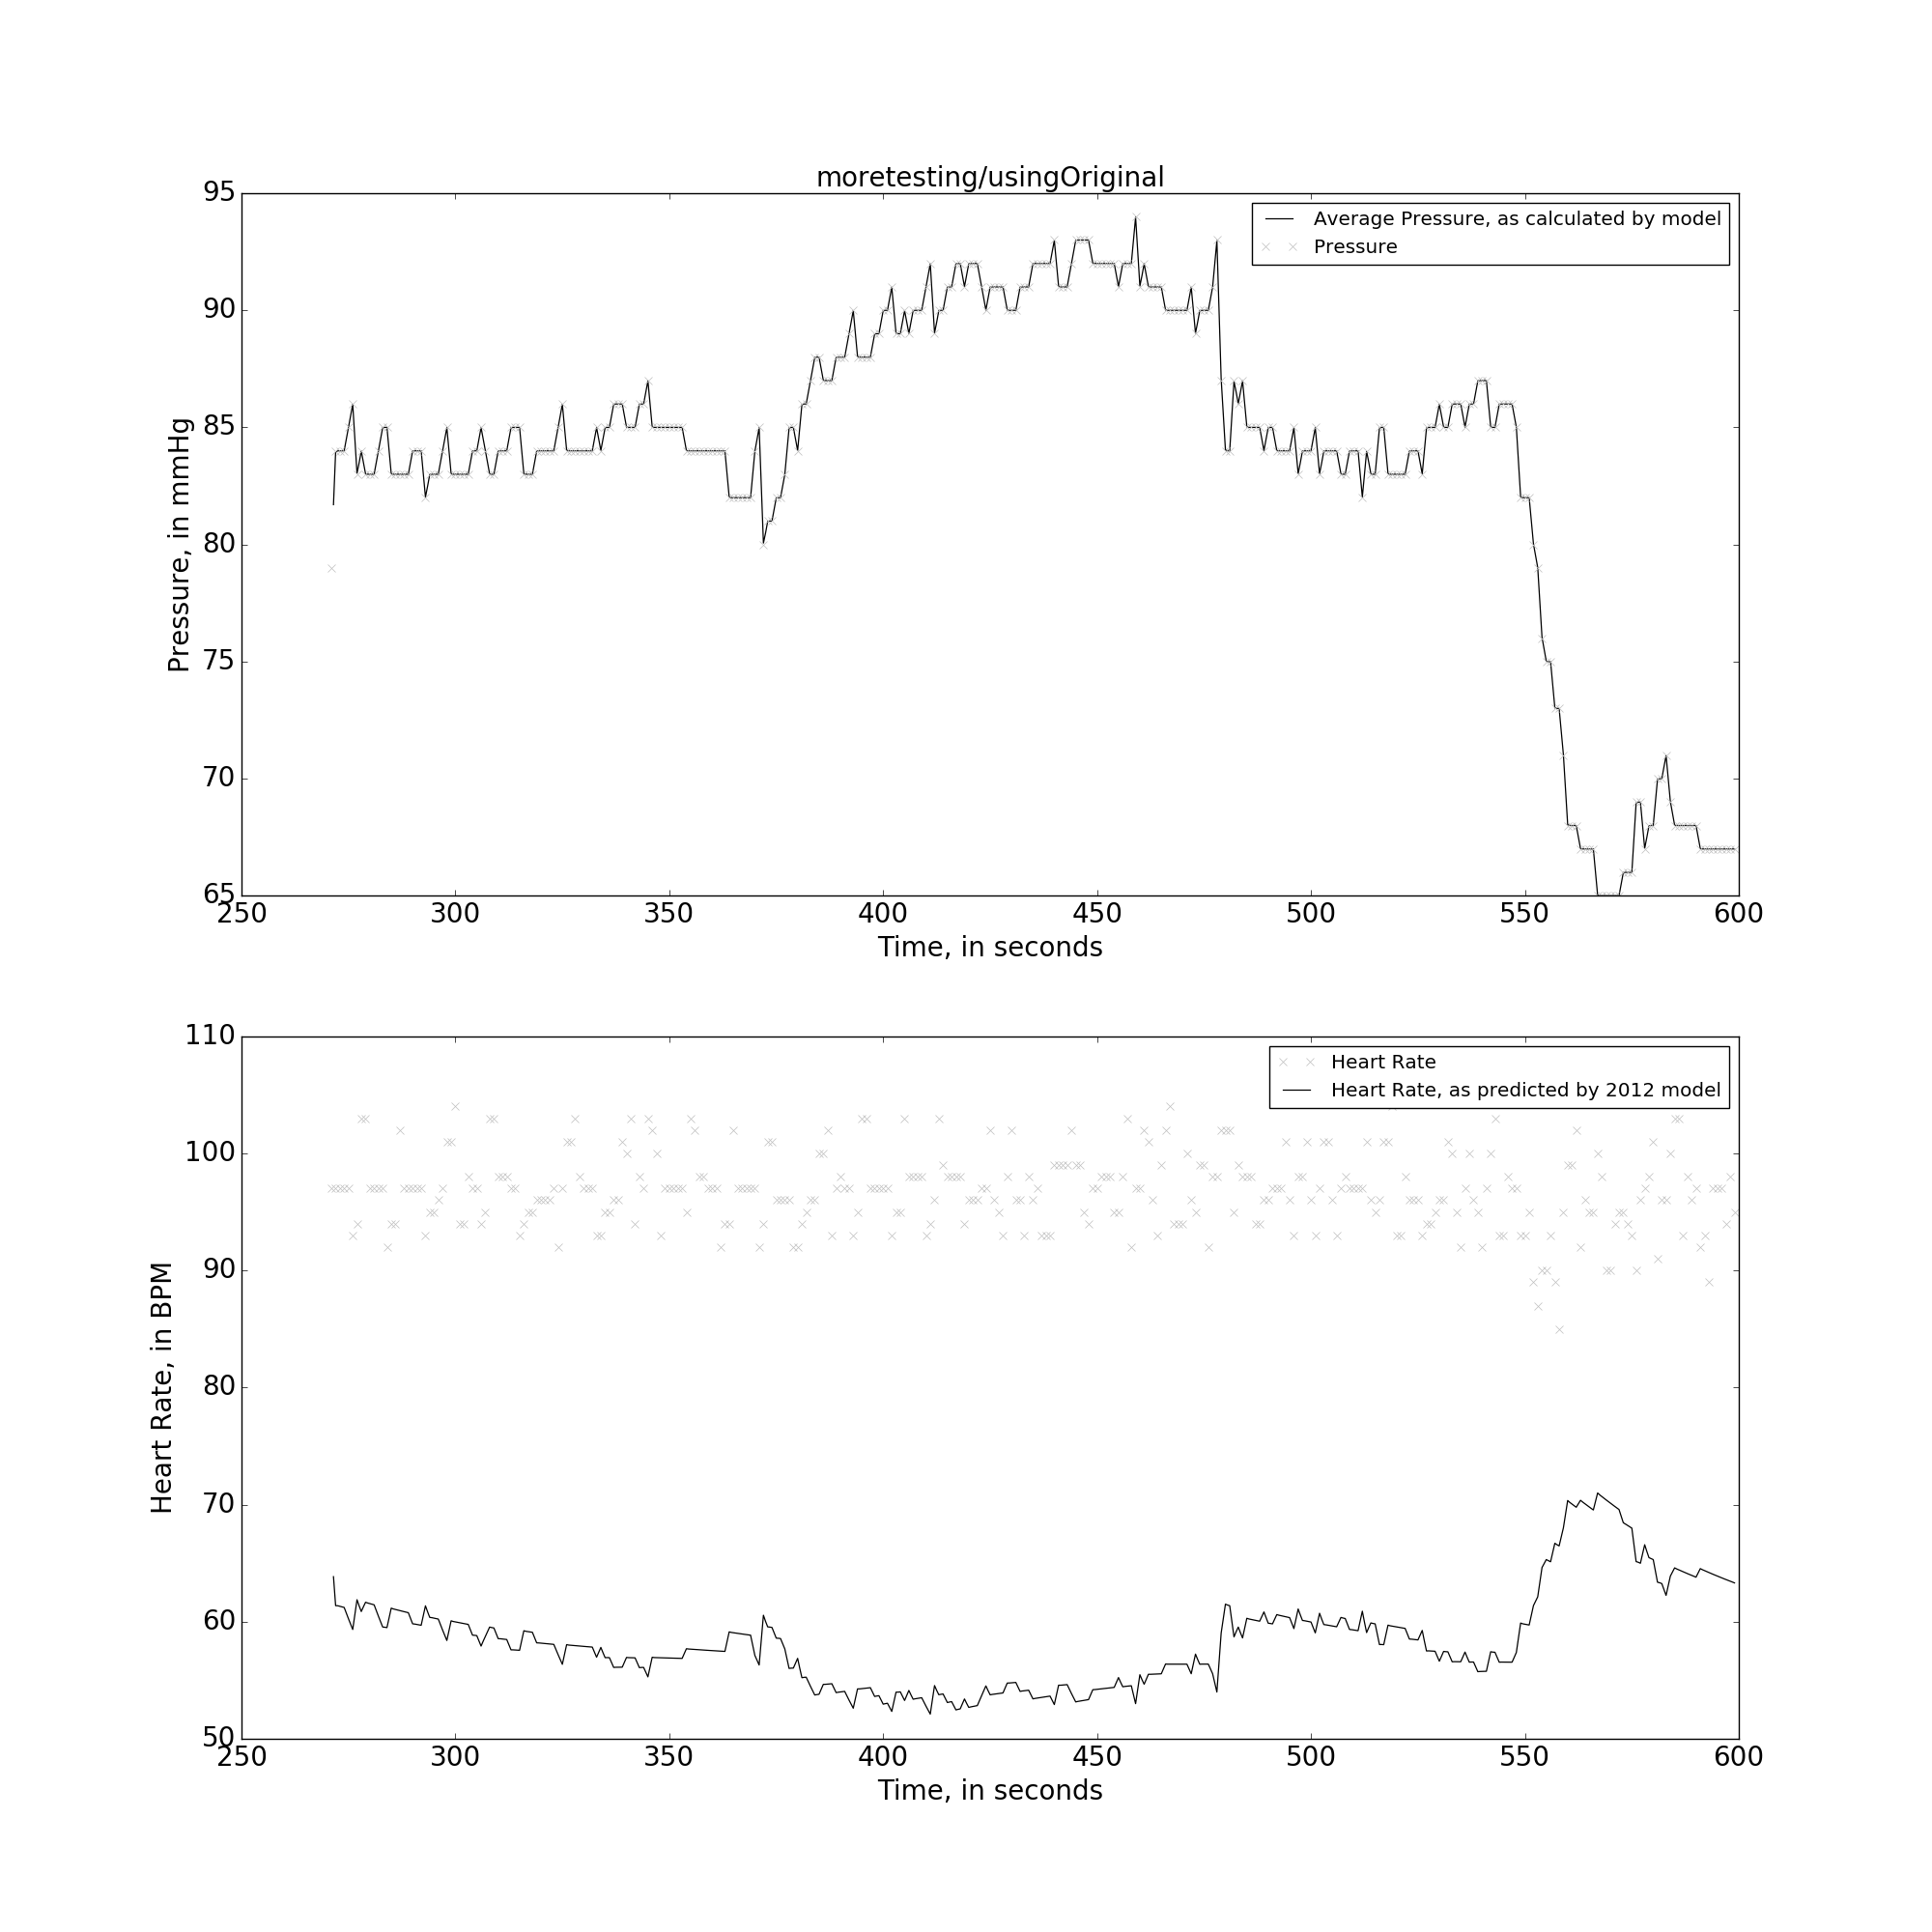 moretesting/usingOriginal
95
90
85
80
75
70
65
Pressure, in mmHg
Average Pressure, as calculated by model
Pressure
250 300 350 400 450 500 550 600
Time, in seconds
110
100
90
80
70
60
50
Heart Rate, in BPM
Heart Rate
Heart Rate, as predicted by 2012 model
250 300 350 400 450 500 550 600
Time, in seconds